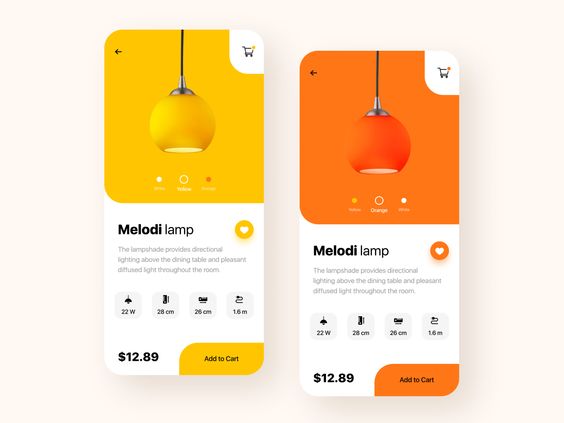 White Yellow Orange
Melodi lamp
The lampshade provides directional
lighting above the dining table and pleasant
diffused light throughout the room.
22 W 28 cm 26 cm 1.6 m
$12.89 Add to Cart
Yellow Orange White
Melodi lamp
The lampshade provides directional
lighting above the dining table and pleasant
diffused light throughout the room.
22 W 28 cm 26 cm 1.6 m
$12.89 Add to Cart